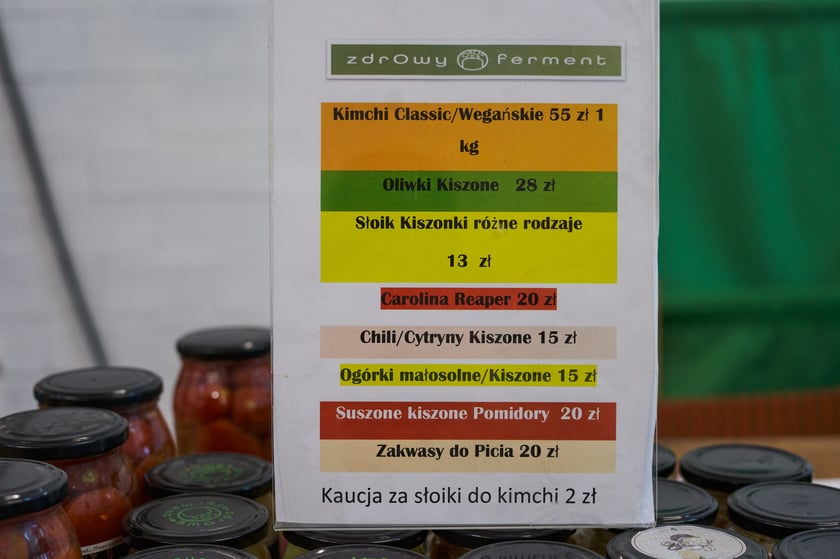 zdrOwy ferment
Kimchi Classic/Wegańskie 55 zł 1
kg
Oliwki Kiszone 28 zł
Słoik Kiszonki różne rodzaje
13 zł
Carolina Reaper 20 zł
Chili/Cytryny Kiszone 15 zł
Ogórki małosolne/Kiszone 15 zł
Suszone kiszone Pomidory 20 zł
Zakwasy do Picia 20 zł
Kaucja za słoiki do kimchi 2 zł